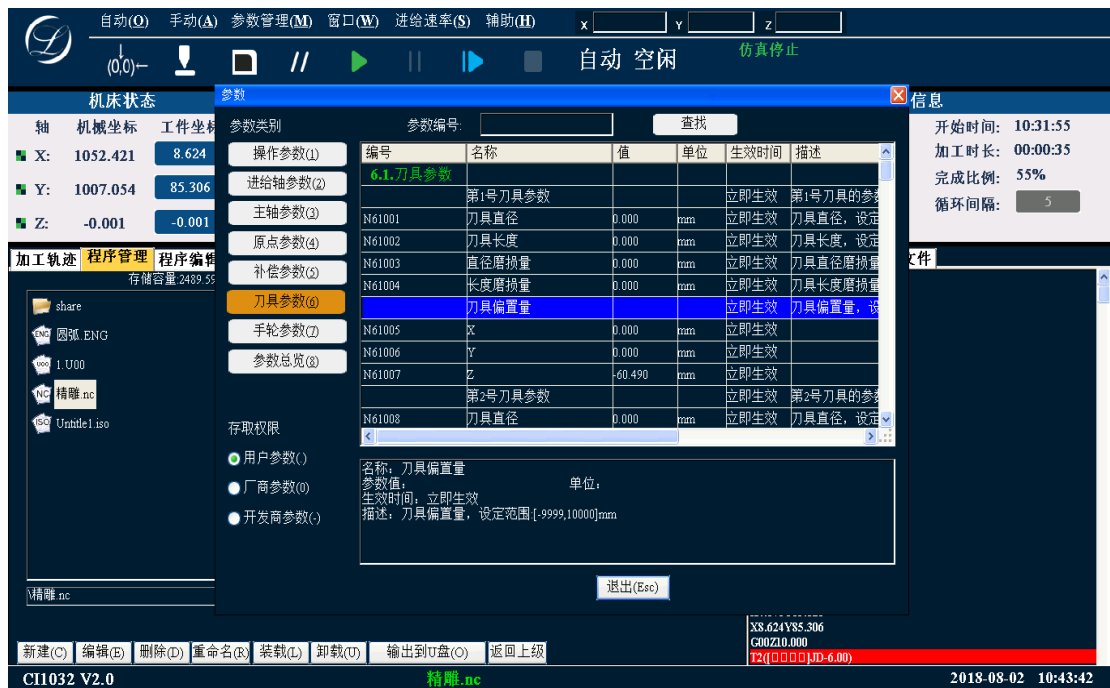 自动(O) 手动(A) 参数管理(M) 窗口(W) 进给速率(S) 辅助(H) X Y Z
(0,0) 自动 空闲 仿真停止
机床状态 信息
轴 机械坐标 工件坐标
X: 1052.421 8.624
Y: 1007.054 85.306
Z: -0.001 -0.001
开始时间: 10:31:55
加工时长: 00:00:35
完成比例: 55%
循环间隔: 5
加工轨迹 程序管理 程序编辑 文件
存储容量:2489.59
share
圆弧.ENG
1.U00
精雕.nc
Untitle1.iso
\精雕.nc
参数
参数类别 参数编号: 查找
操作参数(1)
进给轴参数(2)
主轴参数(3)
原点参数(4)
补偿参数(5)
刀具参数(6)
手轮参数(7)
参数总览(8)
存取权限
用户参数(.)
厂商参数(0)
开发商参数(-)
编号 名称 值 单位 生效时间 描述
6.1.刀具参数
第1号刀具参数 立即生效 第1号刀具的参数
N61001 刀具直径 0.000 mm 立即生效 刀具直径，设定
N61002 刀具长度 0.000 mm 立即生效 刀具长度，设定
N61003 直径磨损量 0.000 mm 立即生效 刀具直径磨损量
N61004 长度磨损量 0.000 mm 立即生效 刀具长度磨损量
刀具偏置量 立即生效 刀具偏置量，设
N61005 X 0.000 mm 立即生效
N61006 Y 0.000 mm 立即生效
N61007 Z -60.490 mm 立即生效
第2号刀具参数 立即生效 第2号刀具的参数
N61008 刀具直径 0.000 mm 立即生效 刀具直径，设定
名称：刀具偏置量
参数值： 单位：
生效时间：立即生效
描述：刀具偏置量，设定范围:[-9999,10000]mm
退出(Esc)
X8.624Y85.306
G00Z10.000
T2([□□□□]JD-6.00)
新建(C) 编辑(E) 删除(D) 重命名(R) 装载(L) 卸载(U) 输出到U盘(O) 返回上级
CI1032 V2.0 精雕.nc 2018-08-02 10:43:42